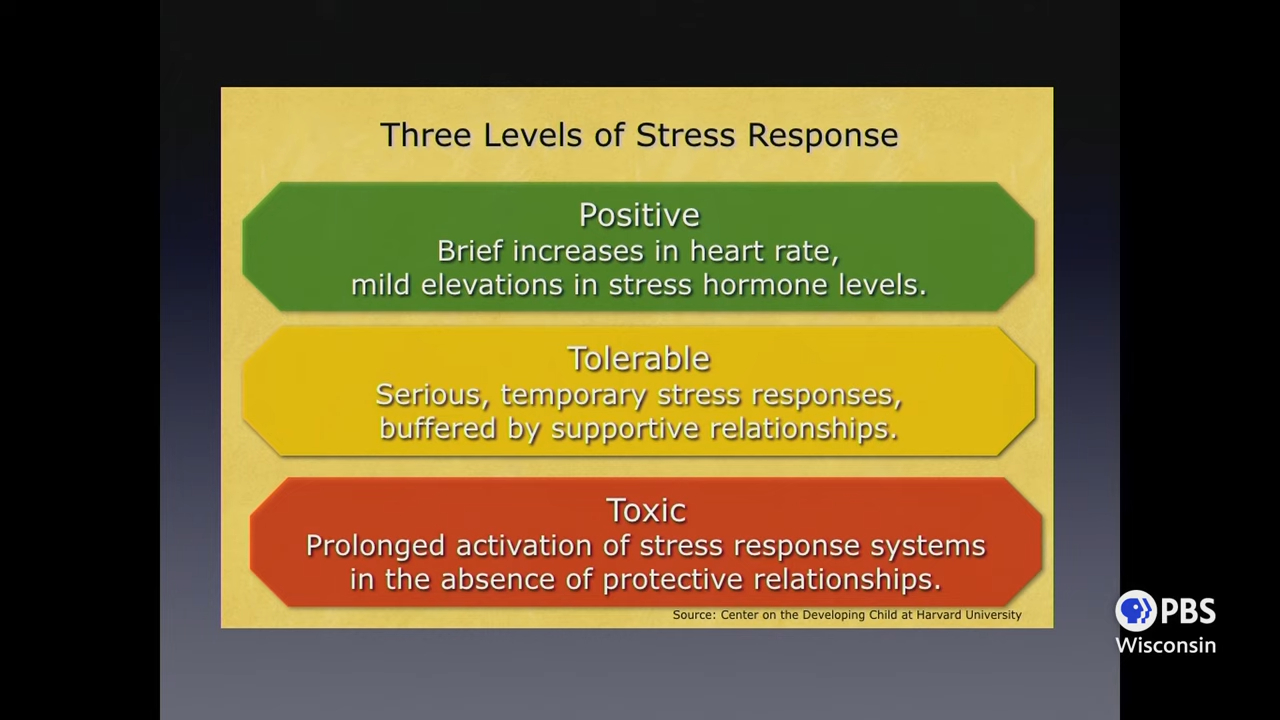 Three Levels of Stress Response
Positive
Brief increases in heart rate,
mild elevations in stress hormone levels.
Tolerable
Serious, temporary stress responses,
buffered by supportive relationships.
Toxic
Prolonged activation of stress response systems
in the absence of protective relationships.
Source: Center on the Developing Child at Harvard University
PBS
Wisconsin